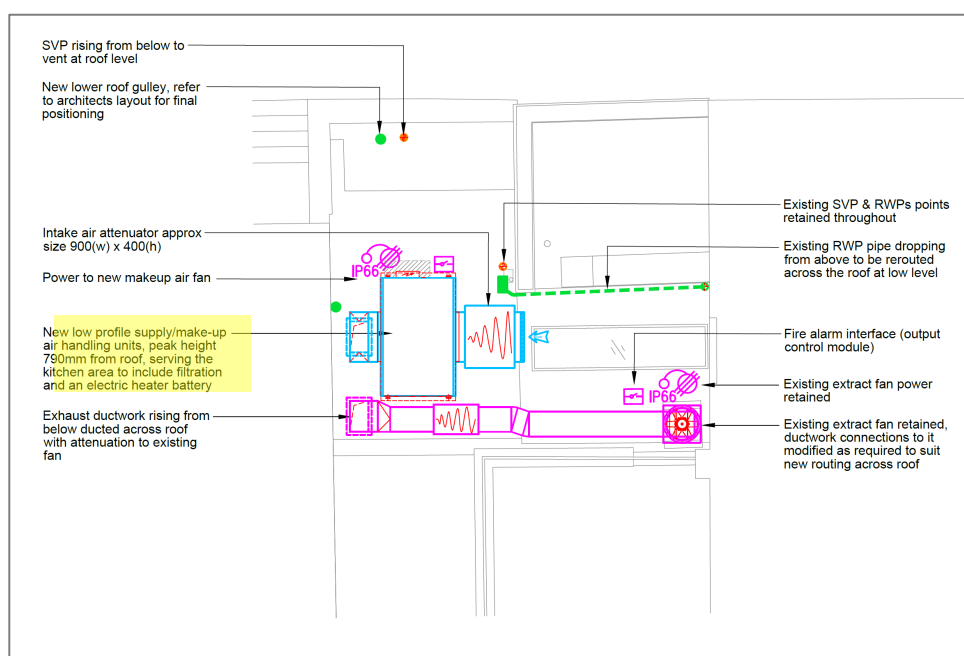 SVP rising from below to
vent at roof level
New lower roof gulley, refer
to architects layout for final
positioning
Intake air attenuator approx
size 900(w) x 400(h)
Power to new makeup air fan
New low profile supply/make-up
air handling units, peak height
790mm from roof, serving the
kitchen area to include filtration
and an electric heater battery
Exhaust ductwork rising from
below ducted across roof
with attenuation to existing
fan
IP66
IP66
Existing SVP & RWPs points
retained throughout
Existing RWP pipe dropping
from above to be rerouted
across the roof at low level
Fire alarm interface (output
control module)
Existing extract fan power
retained
Existing extract fan retained,
ductwork connections to it
modified as required to suit
new routing across roof